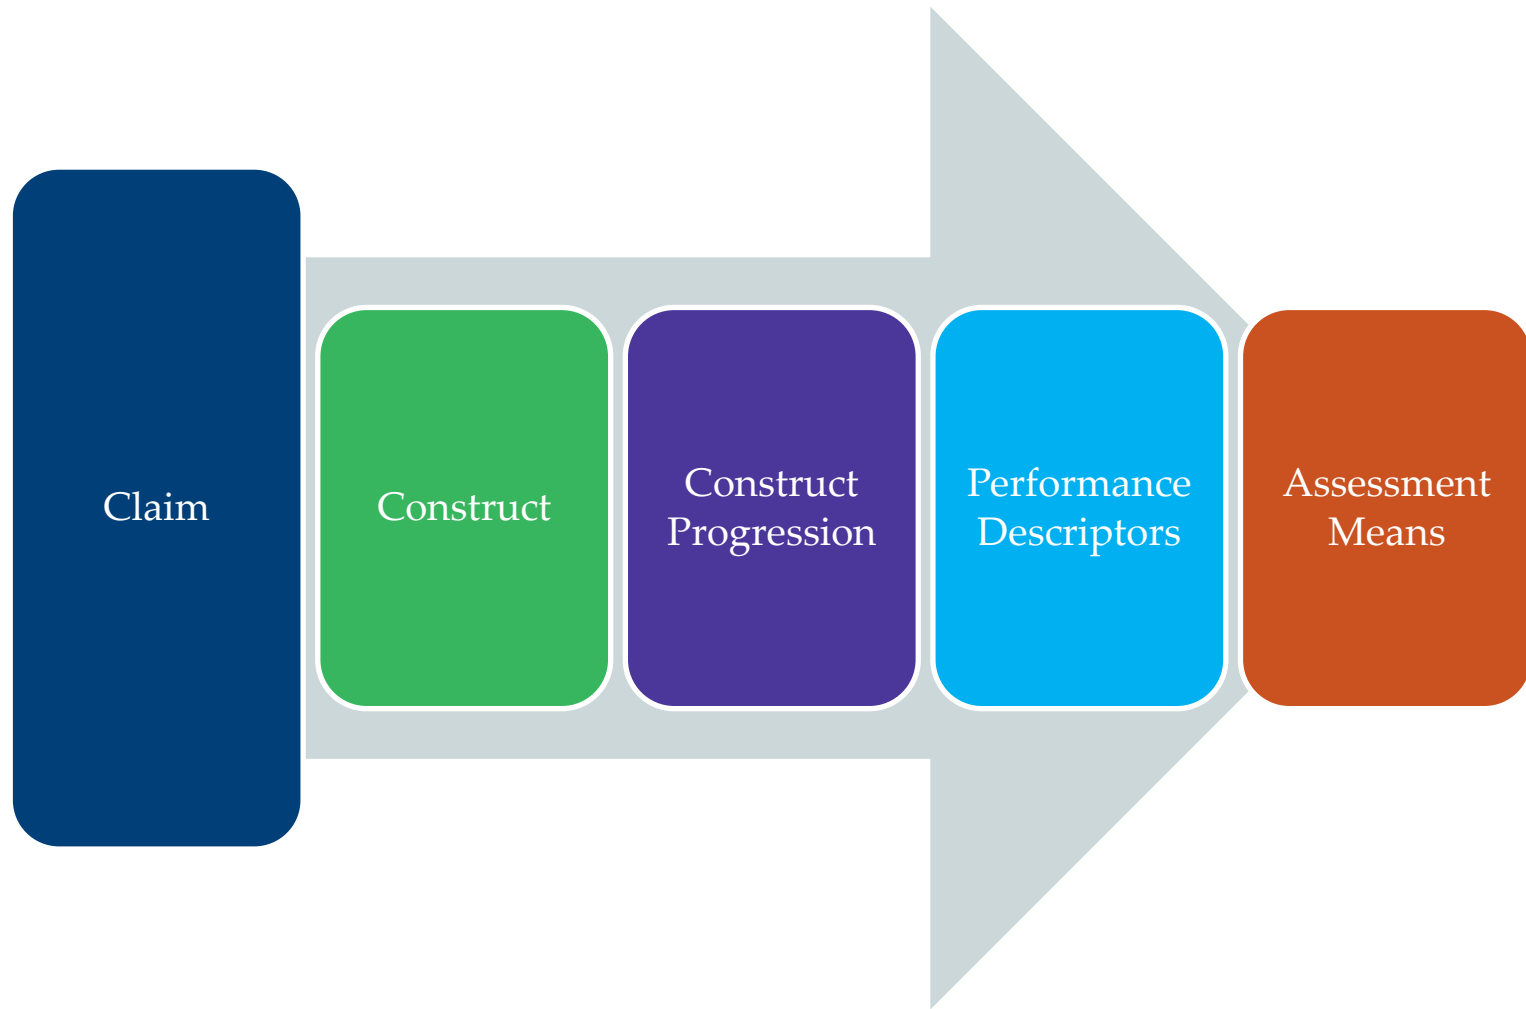 Claim
Construct
Construct
Progression
Performance
Descriptors
Assessment
Means